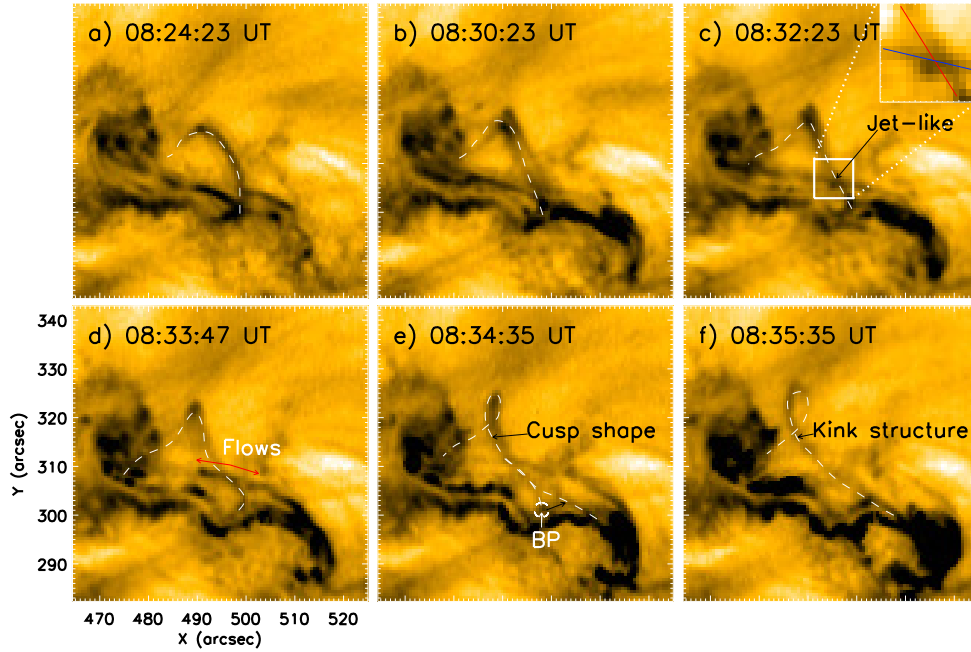 a) 08:24:23 UT
b) 08:30:23 UT
c) 08:32:23 UT
Jet-like
d) 08:33:47 UT
Flows
e) 08:34:35 UT
Cusp shape
BP
f) 08:35:35 UT
Kink structure
340
330
320
310
300
290
Y (arcsec)
470 480 490 500 510 520
X (arcsec)